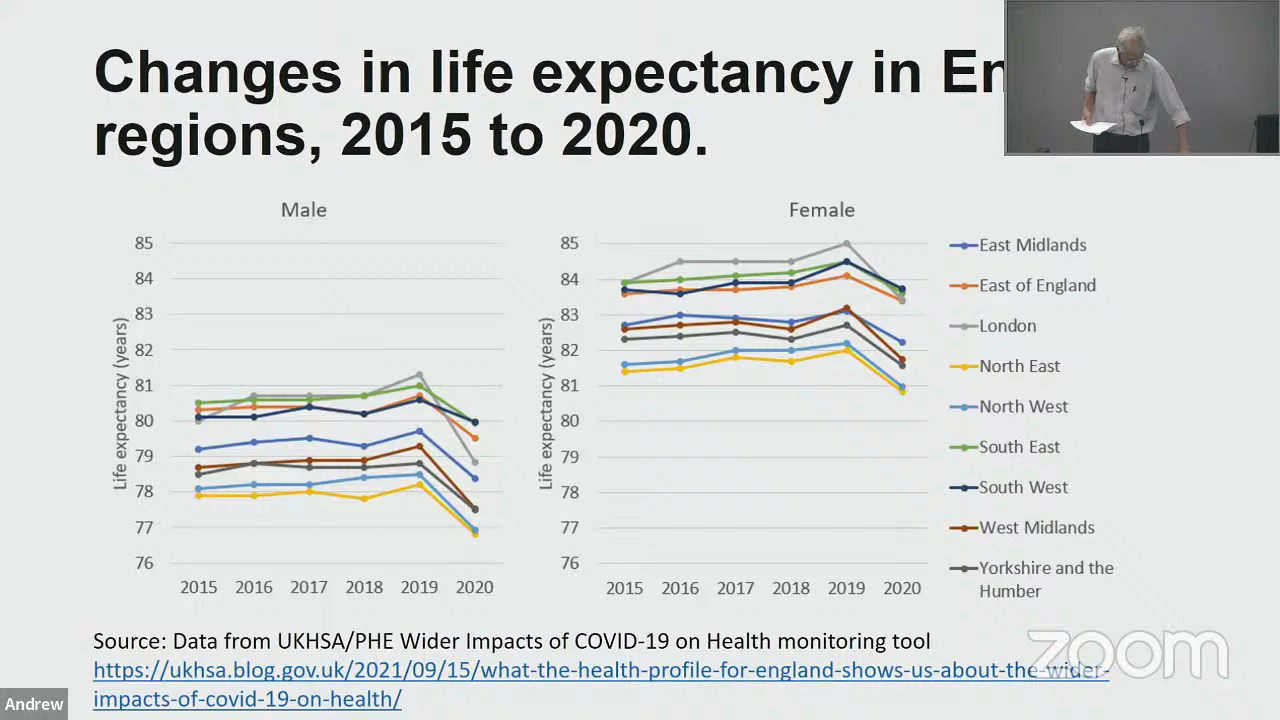 Changes in life expectancy in En
regions, 2015 to 2020.
Male
85
84
83
82
81
80
79
78
77
76
Life expectancy (years)
2015 2016 2017 2018 2019 2020
Female
85
84
83
82
81
80
79
78
77
76
Life expectancy (years)
2015 2016 2017 2018 2019 2020
East Midlands
East of England
London
North East
North West
South East
South West
West Midlands
Yorkshire and the
Humber
Source: Data from UKHSA/PHE Wider Impacts of COVID-19 on Health monitoring tool
https://ukhsa.blog.gov.uk/2021/09/15/what-the-health-profile-for-england-shows-us-about-the-wider-
impacts-of-covid-19-on-health/
zoom
Andrew